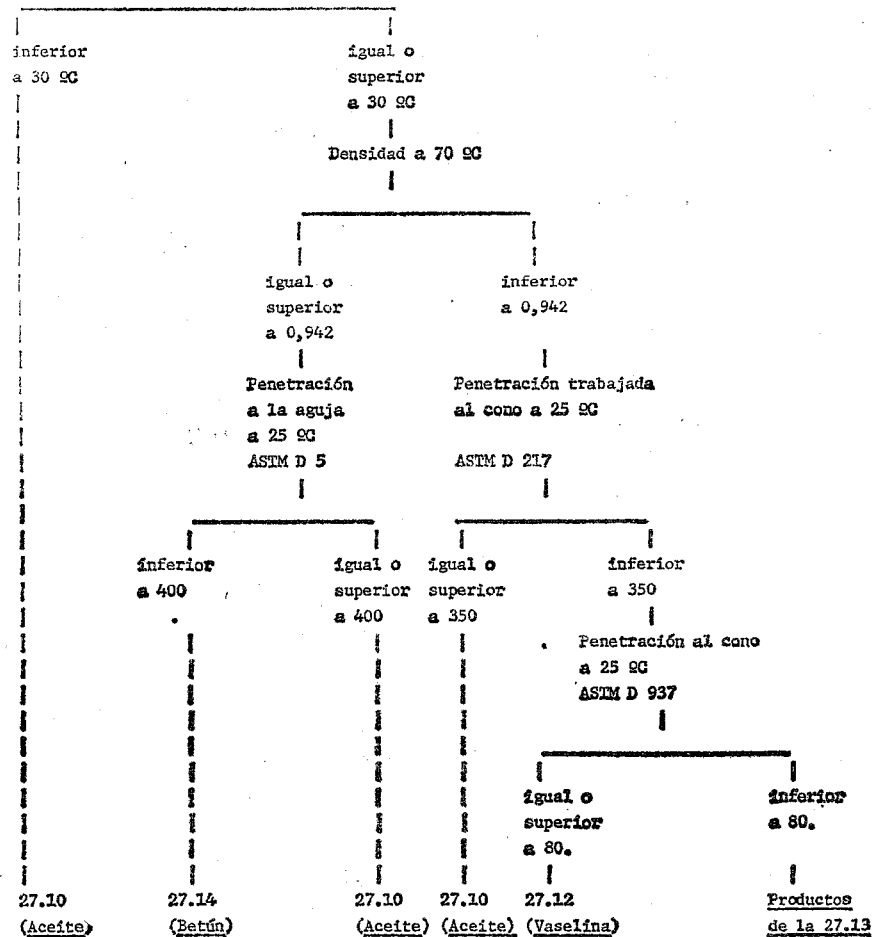 inferior
a 30 ºC
igual o
superior
a 30 ºC
Densidad a 70 ºC
igual o
superior
a 0,942
inferior
a 0,942
Penetración
a la aguja
a 25 ºC
ASTM D 5
Penetración trabajada
al cono a 25 ºC
ASTM D 217
inferior
a 400
igual o
superior
a 400
igual o
superior
a 350
inferior
a 350
Penetración al cono
a 25 ºC
ASTM D 937
igual o
superior
a 80.
inferior
a 80.
27.10
(Aceite)
27.14
(Betún)
27.10
(Aceite)
27.10
(Aceite)
27.12
(Vaselina)
Productos
de la 27.13